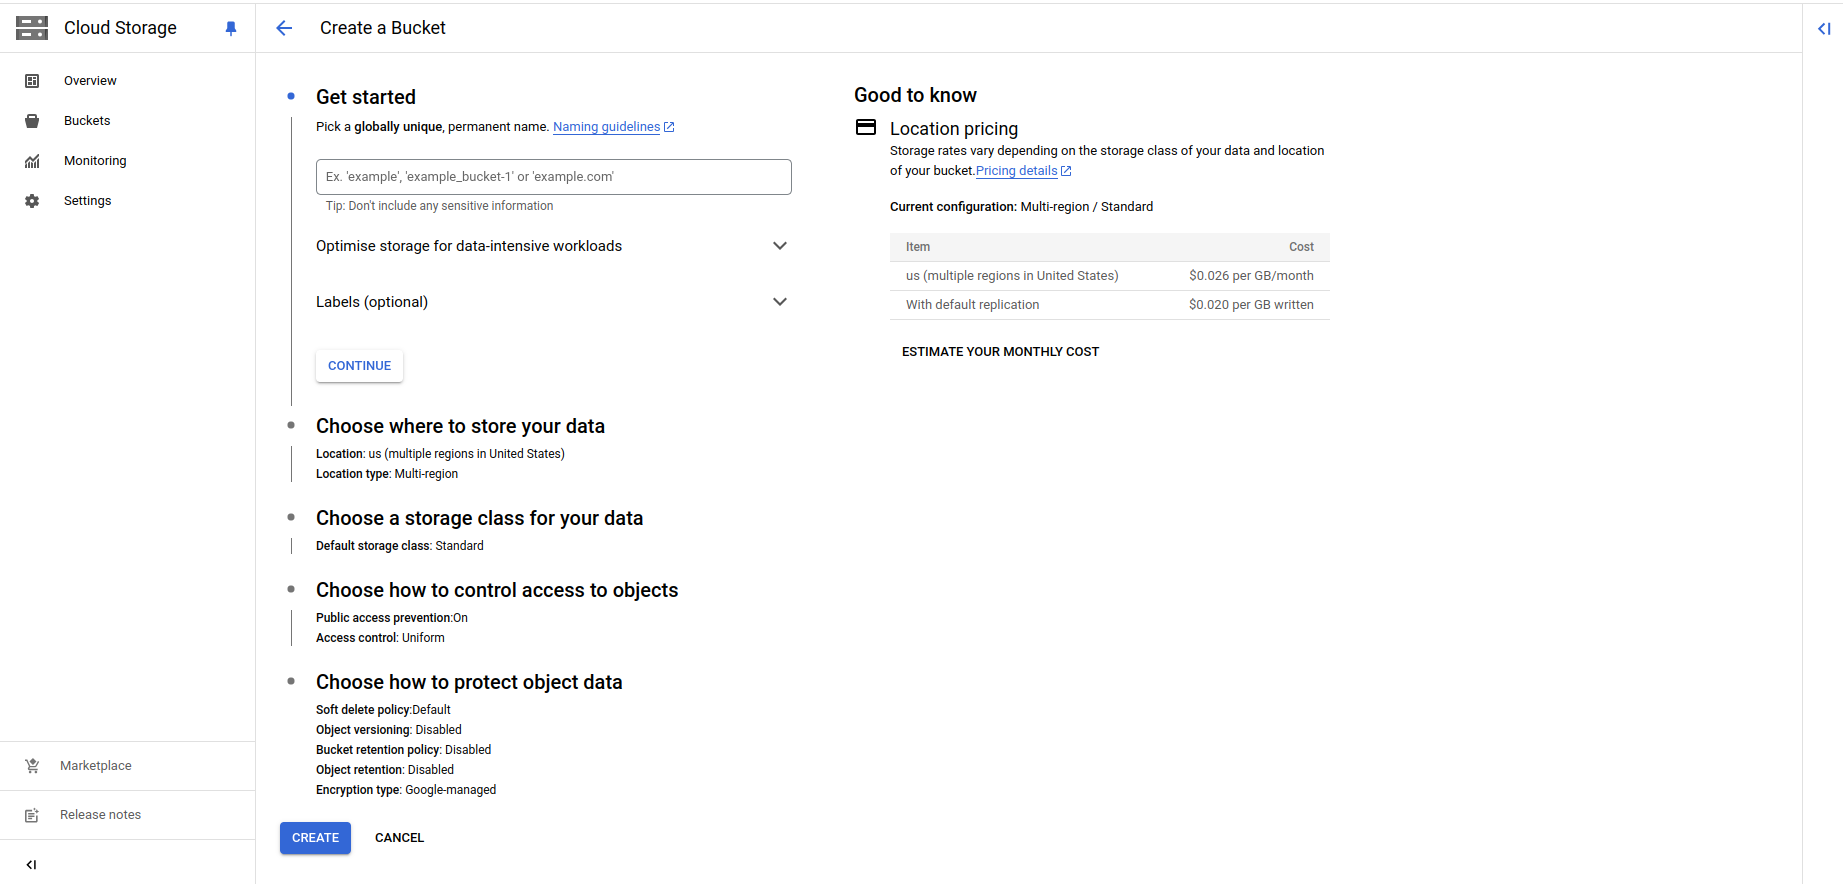 Cloud Storage
Create a Bucket
Overview
Buckets
Monitoring
Settings
Marketplace
Release notes
Get started
Pick a globally unique, permanent name. Naming guidelines
Ex. 'example', 'example_bucket-1' or 'example.com'
Tip: Don't include any sensitive information
Optimise storage for data-intensive workloads
Labels (optional)
CONTINUE
Choose where to store your data
Location: us (multiple regions in United States)
Location type: Multi-region
Choose a storage class for your data
Default storage class: Standard
Choose how to control access to objects
Public access prevention:On
Access control: Uniform
Choose how to protect object data
Soft delete policy:Default
Object versioning: Disabled
Bucket retention policy: Disabled
Object retention: Disabled
Encryption type: Google-managed
CREATE CANCEL
Good to know
Location pricing
Storage rates vary depending on the storage class of your data and location
of your bucket.Pricing details
Current configuration: Multi-region / Standard
Item Cost
us (multiple regions in United States) $0.026 per GB/month
With default replication $0.020 per GB written
ESTIMATE YOUR MONTHLY COST